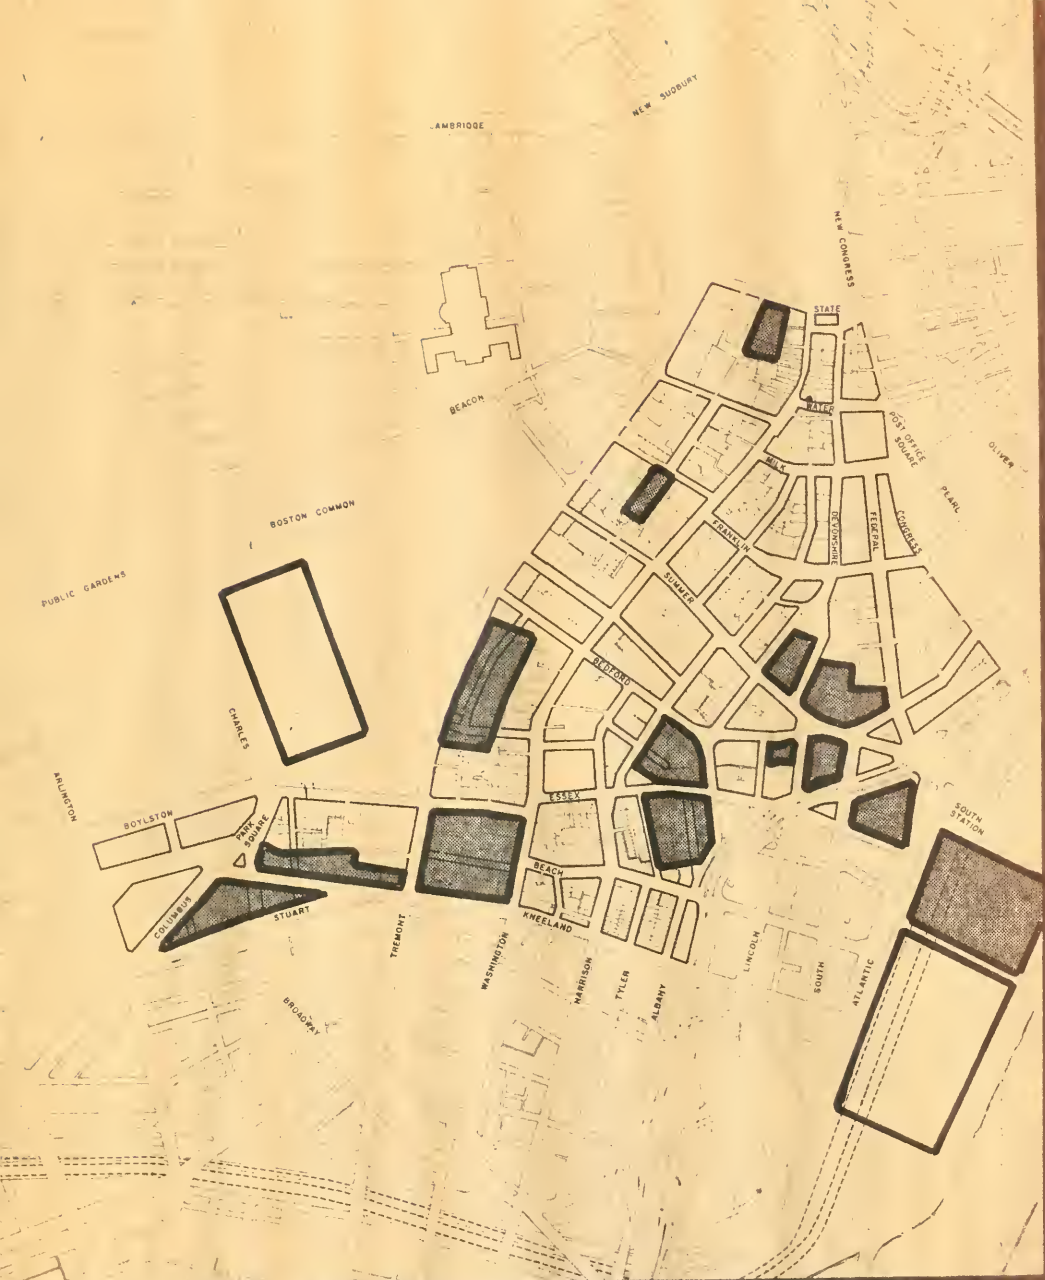 NEW SUDBURY
AMBRIDGE
NEW CONGRESS
STATE
BEACON
WATER
POST OFFICE
SQUARE
OLIVER
MILK
PEARL
BOSTON COMMON
FRANKLIN
DEVONSHIRE
FEDERAL
CONGRESS
PUBLIC GARDENS
SUMMER
BEDFORD
CHARLES
ARLINGTON
ESSEX
BOYLSTON
PARK
SQUARE
SOUTH
STATION
BEACH
COLUMBUS
STUART
KNEELAND
TREMONT
WASHINGTON
LINCOLN
SOUTH
ATLANTIC
HARRISON
TYLER
ALBANY
BROADWAY